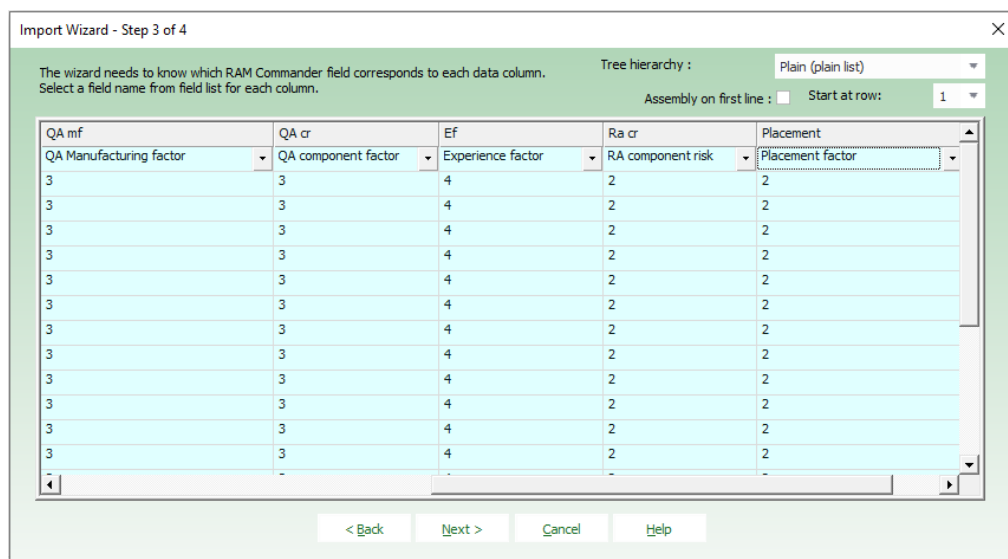 Import Wizard - Step 3 of 4
The wizard needs to know which RAM Commander field corresponds to each data column.
Select a field name from field list for each column.
Tree hierarchy : Plain (plain list)
Assembly on first line : Start at row: 1
QA mf QA cr Ef Ra cr Placement
QA Manufacturing factor QA component factor Experience factor RA component risk Placement factor
3 3 4 2 2
3 3 4 2 2
3 3 4 2 2
3 3 4 2 2
3 3 4 2 2
3 3 4 2 2
3 3 4 2 2
3 3 4 2 2
3 3 4 2 2
3 3 4 2 2
3 3 4 2 2
3 3 4 2 2
< Back Next > Cancel Help